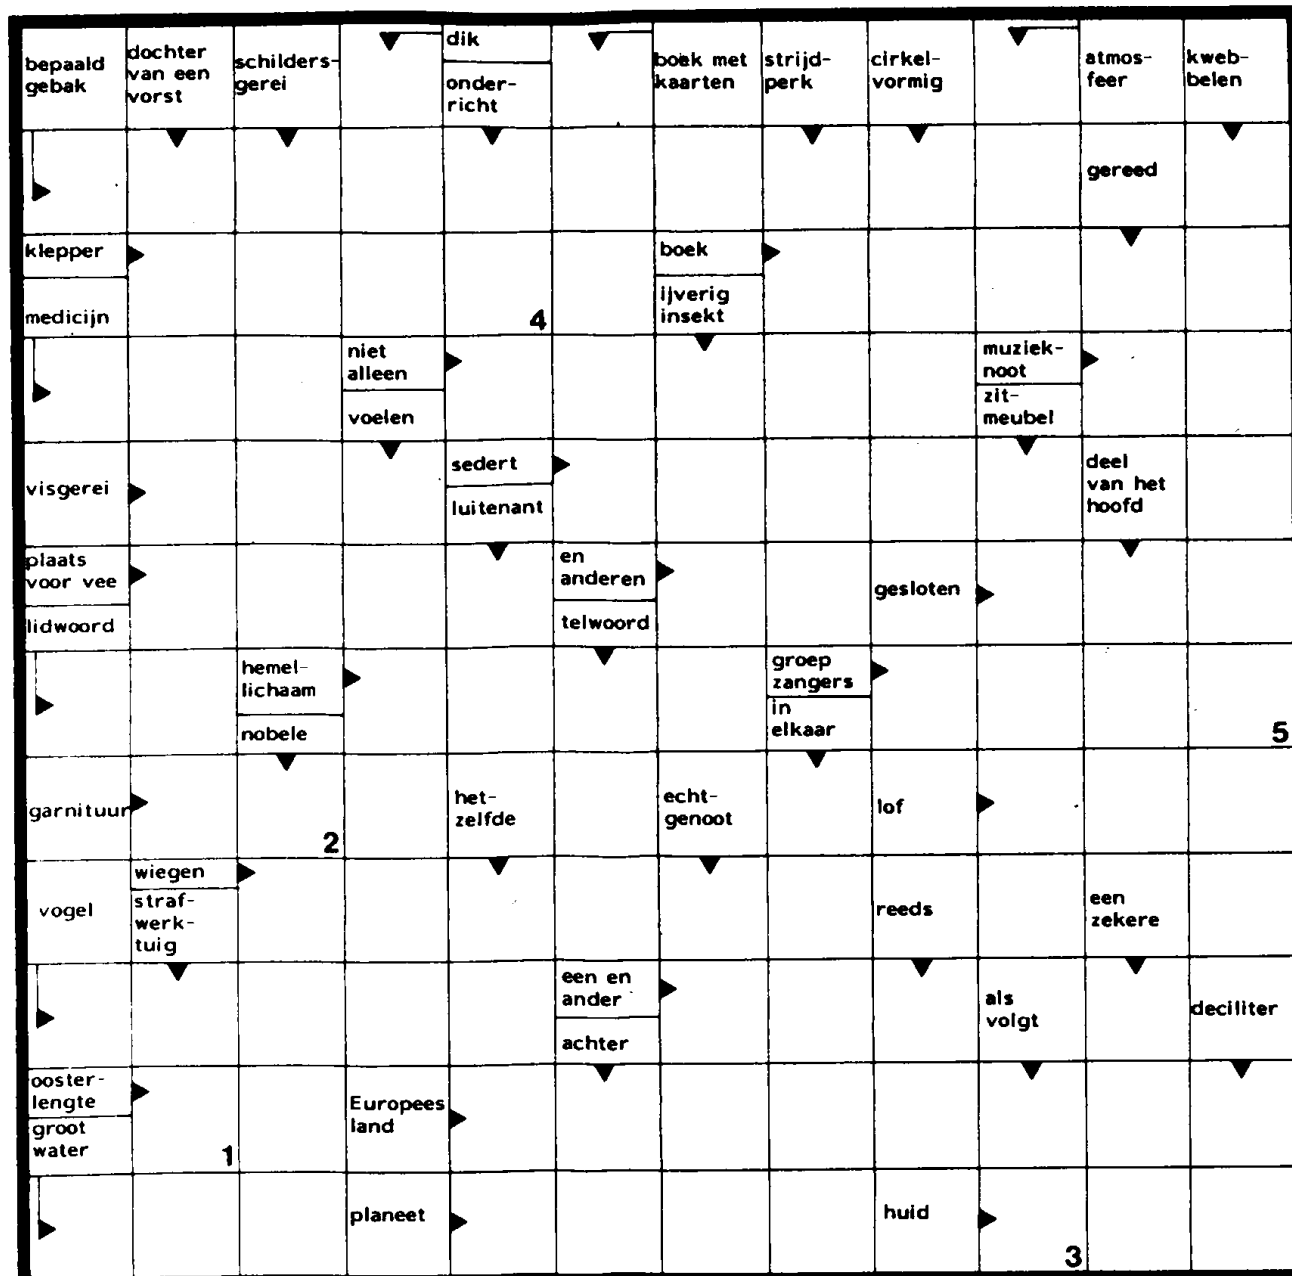 bepaald
gebak
dochter
van een
vorst
schilders-
gerei
dik
onder-
richt
boek met
kaarten
strijd-
perk
cirkel-
vormig
atmos-
feer
kweb-
belen
gereed
klepper
medicijn
4
boek
ijverig
insekt
niet
alleen
voelen
muziek-
noot
zit-
meubel
visgerei
sedert
luitenant
deel
van het
hoofd
plaats
voor vee
lidwoord
en
anderen
telwoord
gesloten
hemel-
lichaam
nobele
groep
zangers
in
elkaar
5
garnituur
2
het-
zelfde
echt-
genoot
lof
vogel
wiegen
straf-
werk-
tuig
reeds
een
zekere
een en
ander
achter
als
volgt
deciliter
ooster-
lengte
groot
water
1
Europees
land
planeet
huid
3